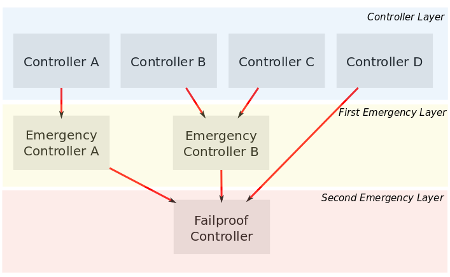 Controller Layer
Controller A
Controller B
Controller C
Controller D
First Emergency Layer
Emergency
Controller A
Emergency
Controller B
Second Emergency Layer
Failproof
Controller